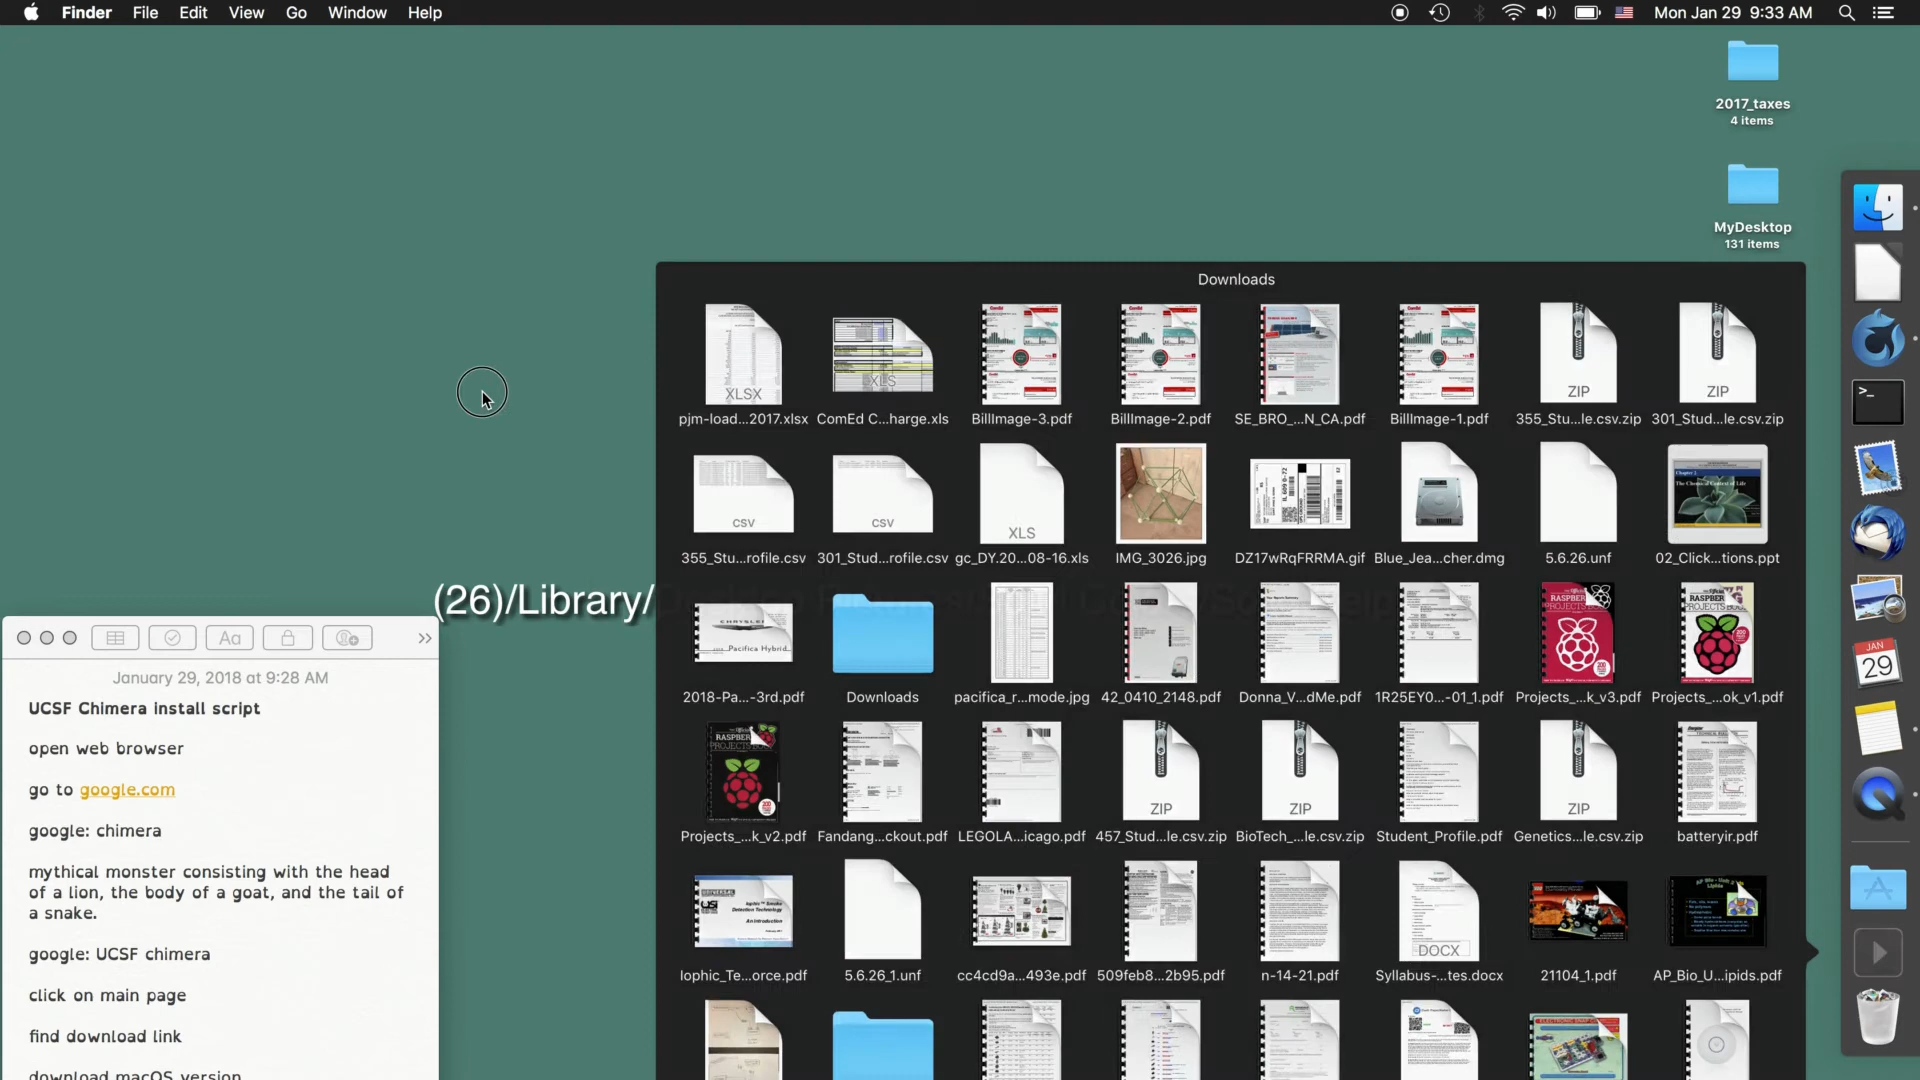 Finder File Edit View Go Window Help
Mon Jan 29 9:33 AM
2017_taxes
4 items
MyDesktop
131 items
Downloads
XLSX
XLS
ZIP
ZIP
pjm-load...2017.xlsx
ComEd C...harge.xls
BillImage-3.pdf
BillImage-2.pdf
SE_BRO_...N_CA.pdf
BillImage-1.pdf
355_Stu...le.csv.zip
301_Stud...le.csv.zip
CSV
CSV
XLS
355_Stu...rofile.csv
301_Stud...rofile.csv
gc_DY.20...08-16.xls
IMG_3026.jpg
DZ17wRqFRRMA.gif
Blue_Jea...cher.dmg
5.6.26.unf
02_Click...tions.ppt
(26)/Library/
2018-Pa...-3rd.pdf
Downloads
pacifica_r...mode.jpg
42_0410_2148.pdf
Donna_V...dMe.pdf
1R25EY0...-01_1.pdf
Projects_...k_v3.pdf
Projects_...ok_v1.pdf
ZIP
ZIP
ZIP
Projects_...k_v2.pdf
Fandang...ckout.pdf
LEGOLA...icago.pdf
457_Stud...le.csv.zip
BioTech_...le.csv.zip
Student_Profile.pdf
Genetics...le.csv.zip
batteryir.pdf
DOCX
Iophic_Te...orce.pdf
5.6.26_1.unf
cc4cd9a...493e.pdf
509feb8...2b95.pdf
n-14-21.pdf
Syllabus-...tes.docx
21104_1.pdf
AP_Bio_U...ipids.pdf
JAN
29
Aa
January 29, 2018 at 9:28 AM
UCSF Chimera install script
open web browser
go to google.com
google: chimera
mythical monster consisting with the head
of a lion, the body of a goat, and the tail of
a snake.
google: UCSF chimera
click on main page
find download link
download macOS version